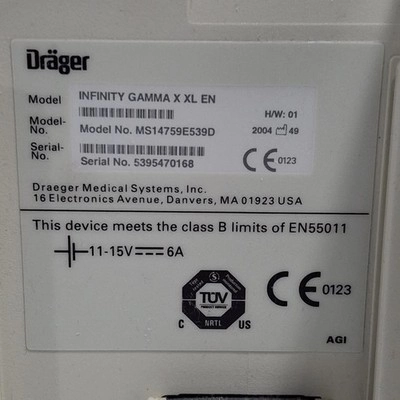 Dräger
Model INFINITY GAMMA X XL EN
H/W: 01
Model-No. Model No. MS14759E539D 2004 49
Serial-No. Serial No. 5395470168 CE 0123
Draeger Medical Systems, Inc.
16 Electronics Avenue, Danvers, MA 01923 USA
This device meets the class B limits of EN55011
11-15V 6A
TÜV
C NRTL US
CE 0123
AGI